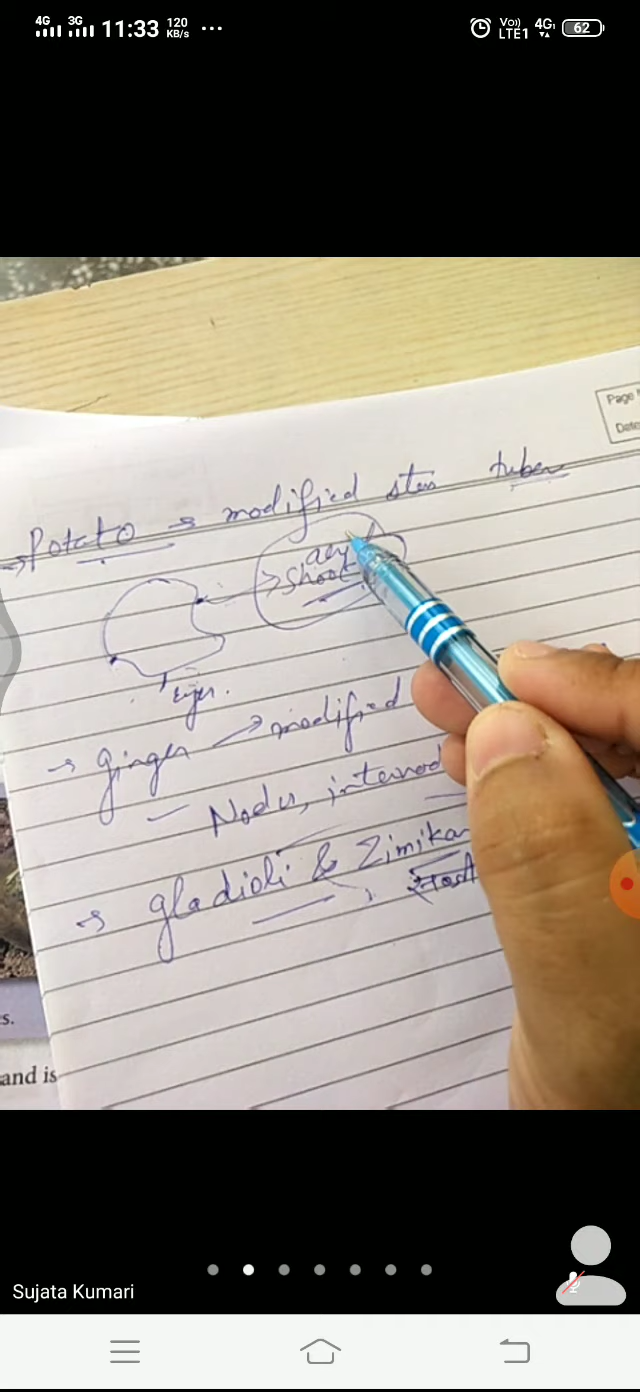 4G 3G 11:33 120 KB/s ... Vo)) LTE1 4G 62
Page
Date
→ Potato → modified stem tuber
shoot
eyes.
→ ginger → modified
— Nodes, internod
→ gladioli & Zimikan
s.
and is
Sujata Kumari